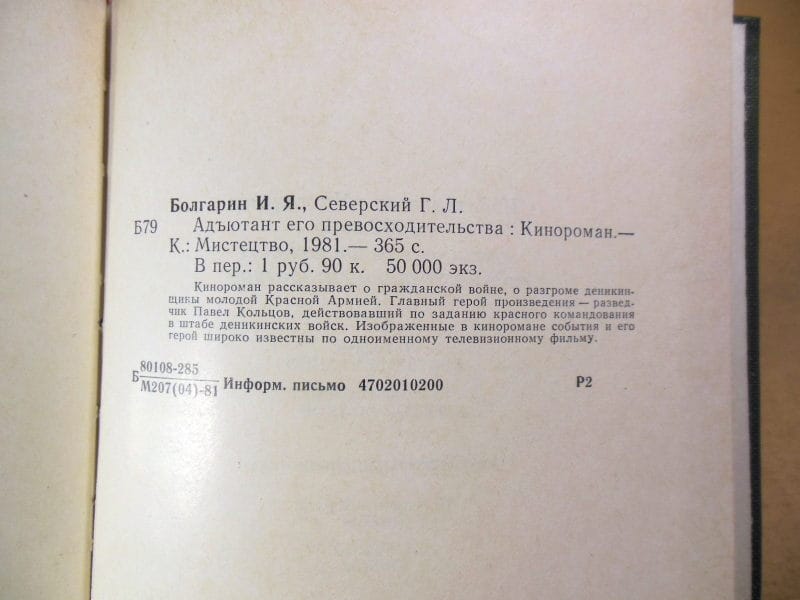 Болгарин И. Я., Северский Г. Л.
Б79 Адъютант его превосходительства : Кинороман.—
К.: Мистецтво, 1981.— 365 с.
В пер.: 1 руб. 90 к. 50 000 экз.
Кинороман рассказывает о гражданской войне, о разгроме деникин-
щины молодой Красной Армией. Главный герой произведения — развед-
чик Павел Кольцов, действовавший по заданию красного командования
в штабе деникинских войск. Изображенные в киноромане события и его
герой широко известны по одноименному телевизионному фильму.
80108-285
Б
М207(04)-81 Информ. письмо 4702010200 Р2